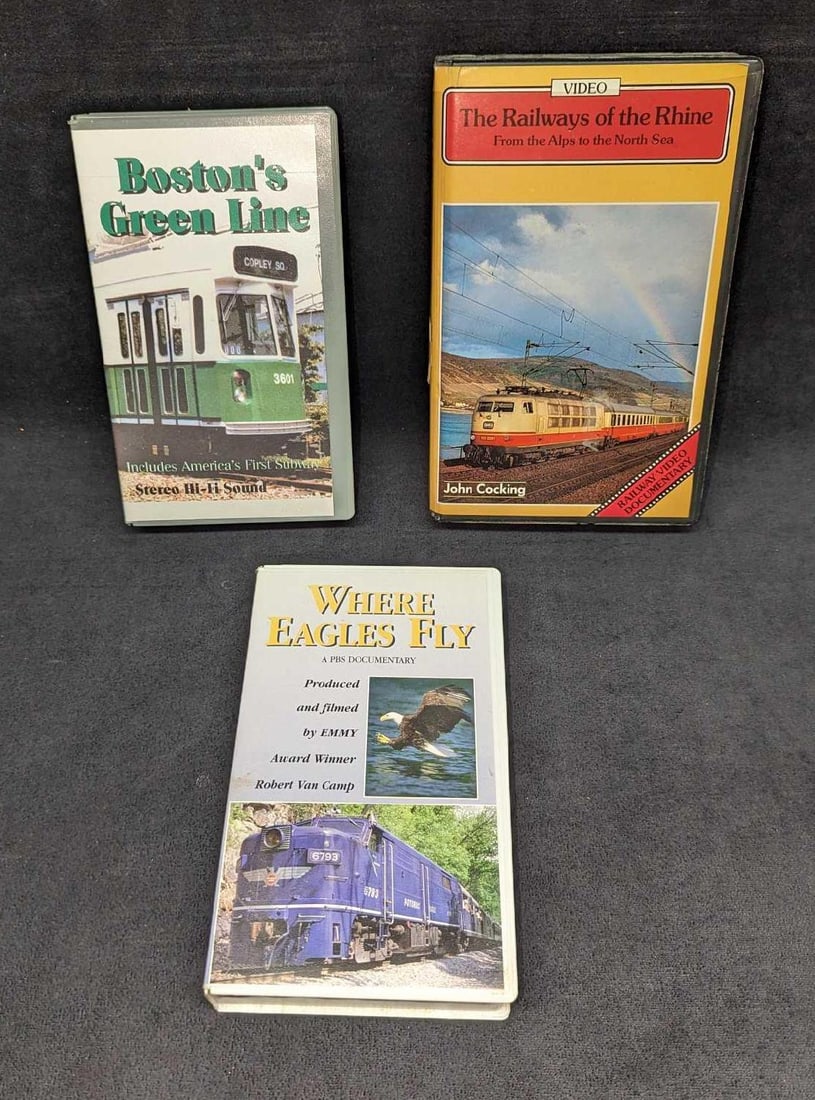 Boston's
Green Line
COPLEY SQ
3601
Includes America's First Subway
Stereo Hi-Fi Sound
VIDEO
The Railways of the Rhine
From the Alps to the North Sea
John Cocking
RAILWAY VIDEO
DOCUMENTARY
WHERE
EAGLES FLY
A PBS DOCUMENTARY
Produced
and filmed
by EMMY
Award Winner
Robert Van Camp
6793
6793
POTOMAC